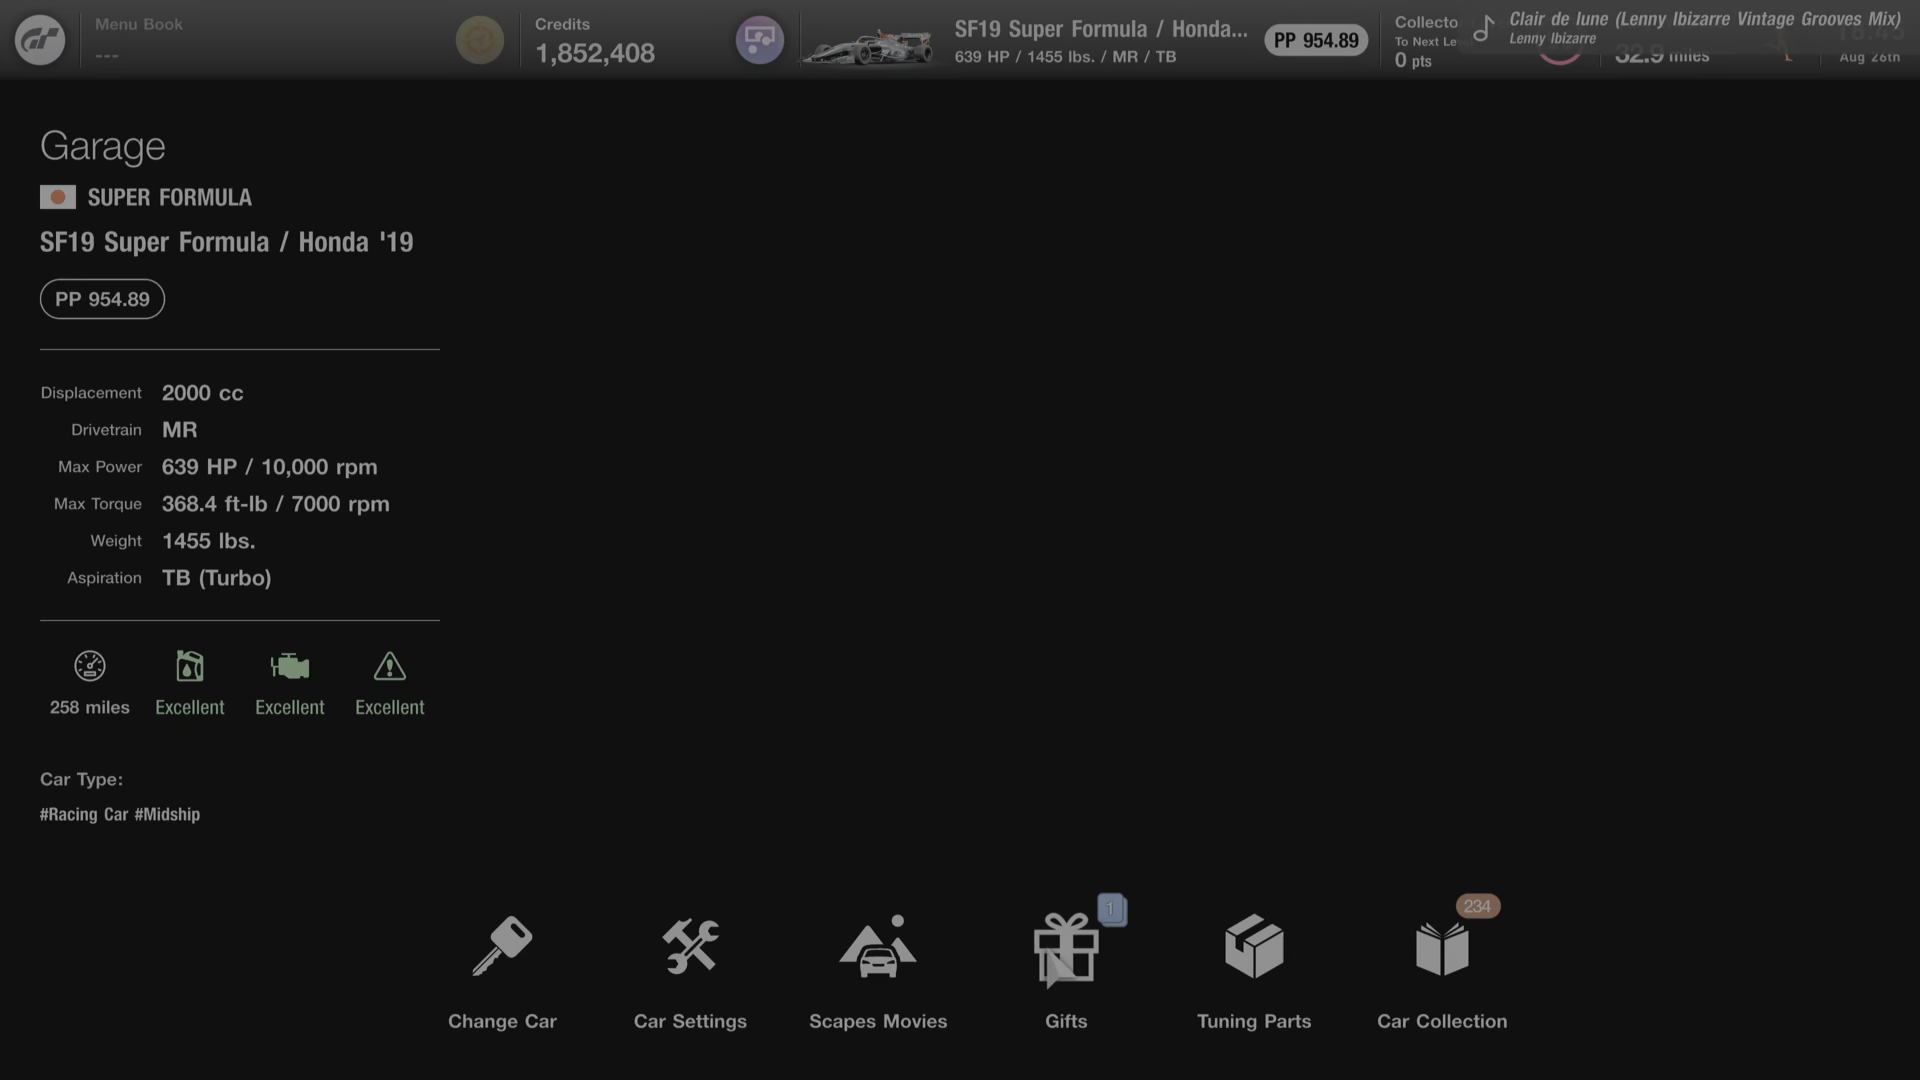 Menu Book
---
Credits
1,852,408
SF19 Super Formula / Honda...
639 HP / 1455 lbs. / MR / TB
PP 954.89
Collecto
To Next Le
0 pts
Clair de lune (Lenny Ibizarre Vintage Grooves Mix)
Lenny Ibizarre
32.9 miles
Aug 26th
Garage
SUPER FORMULA
SF19 Super Formula / Honda '19
PP 954.89
Displacement 2000 cc
Drivetrain MR
Max Power 639 HP / 10,000 rpm
Max Torque 368.4 ft-lb / 7000 rpm
Weight 1455 lbs.
Aspiration TB (Turbo)
258 miles Excellent Excellent Excellent
Car Type:
#Racing Car #Midship
1
234
Change Car
Car Settings
Scapes Movies
Gifts
Tuning Parts
Car Collection